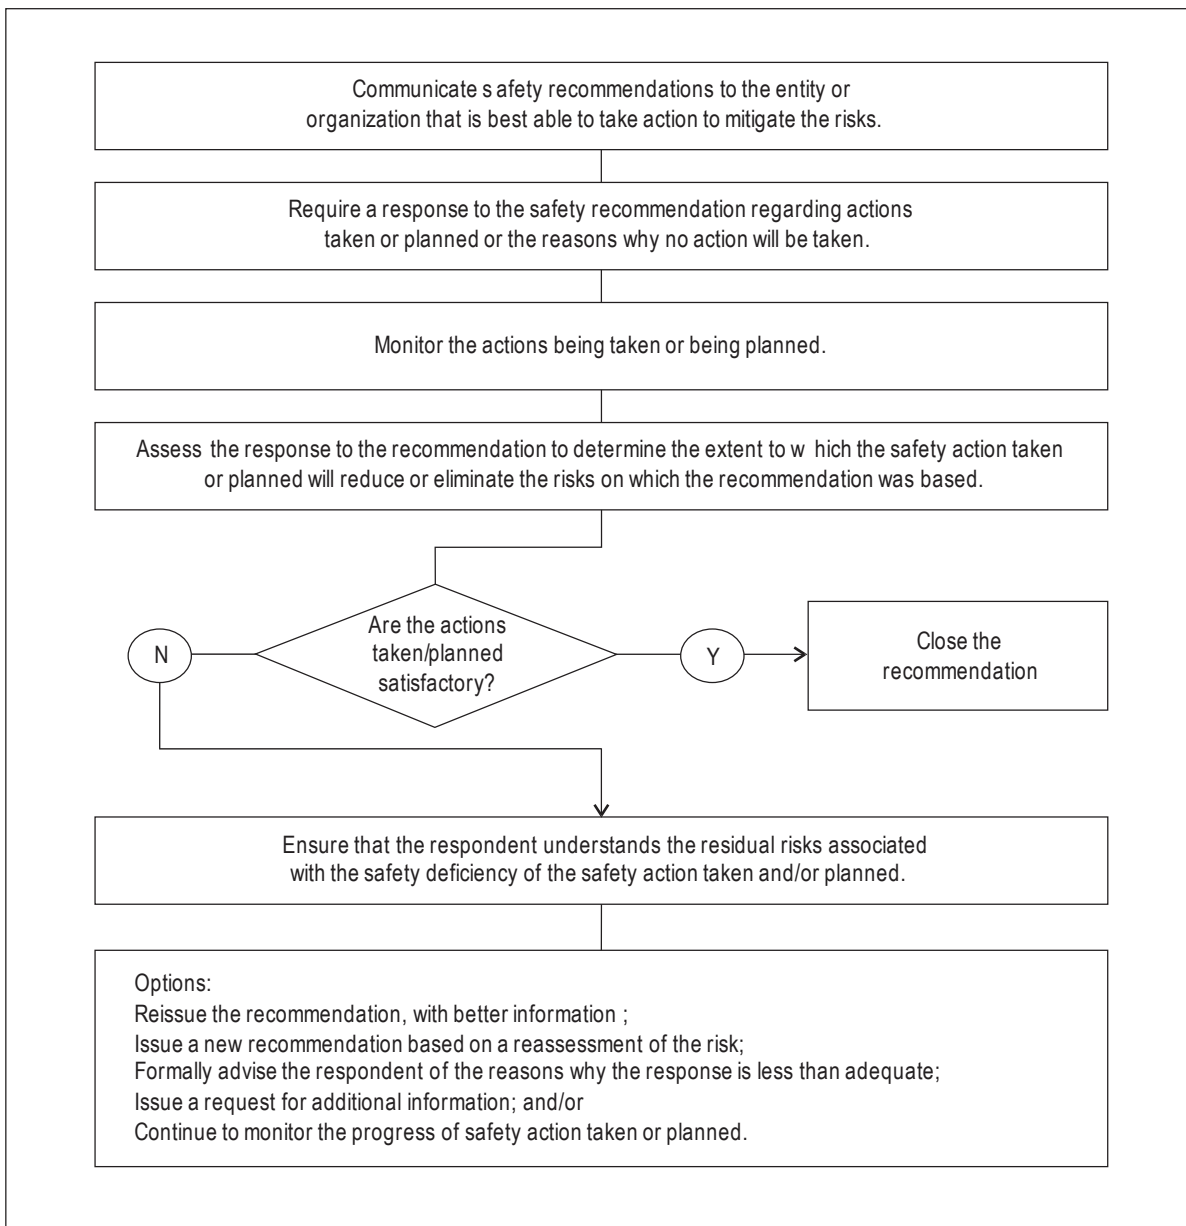 Communicate safety recommendations to the entity or
organization that is best able to take action to mitigate the risks.
Require a response to the safety recommendation regarding actions
taken or planned or the reasons why no action will be taken.
Monitor the actions being taken or being planned.
Assess the response to the recommendation to determine the extent to which the safety action taken
or planned will reduce or eliminate the risks on which the recommendation was based.
Are the actions
taken/planned
satisfactory?
N
Y
Close the
recommendation
Ensure that the respondent understands the residual risks associated
with the safety deficiency of the safety action taken and/or planned.
Options:
Reissue the recommendation, with better information ;
Issue a new recommendation based on a reassessment of the risk;
Formally advise the respondent of the reasons why the response is less than adequate;
Issue a request for additional information; and/or
Continue to monitor the progress of safety action taken or planned.